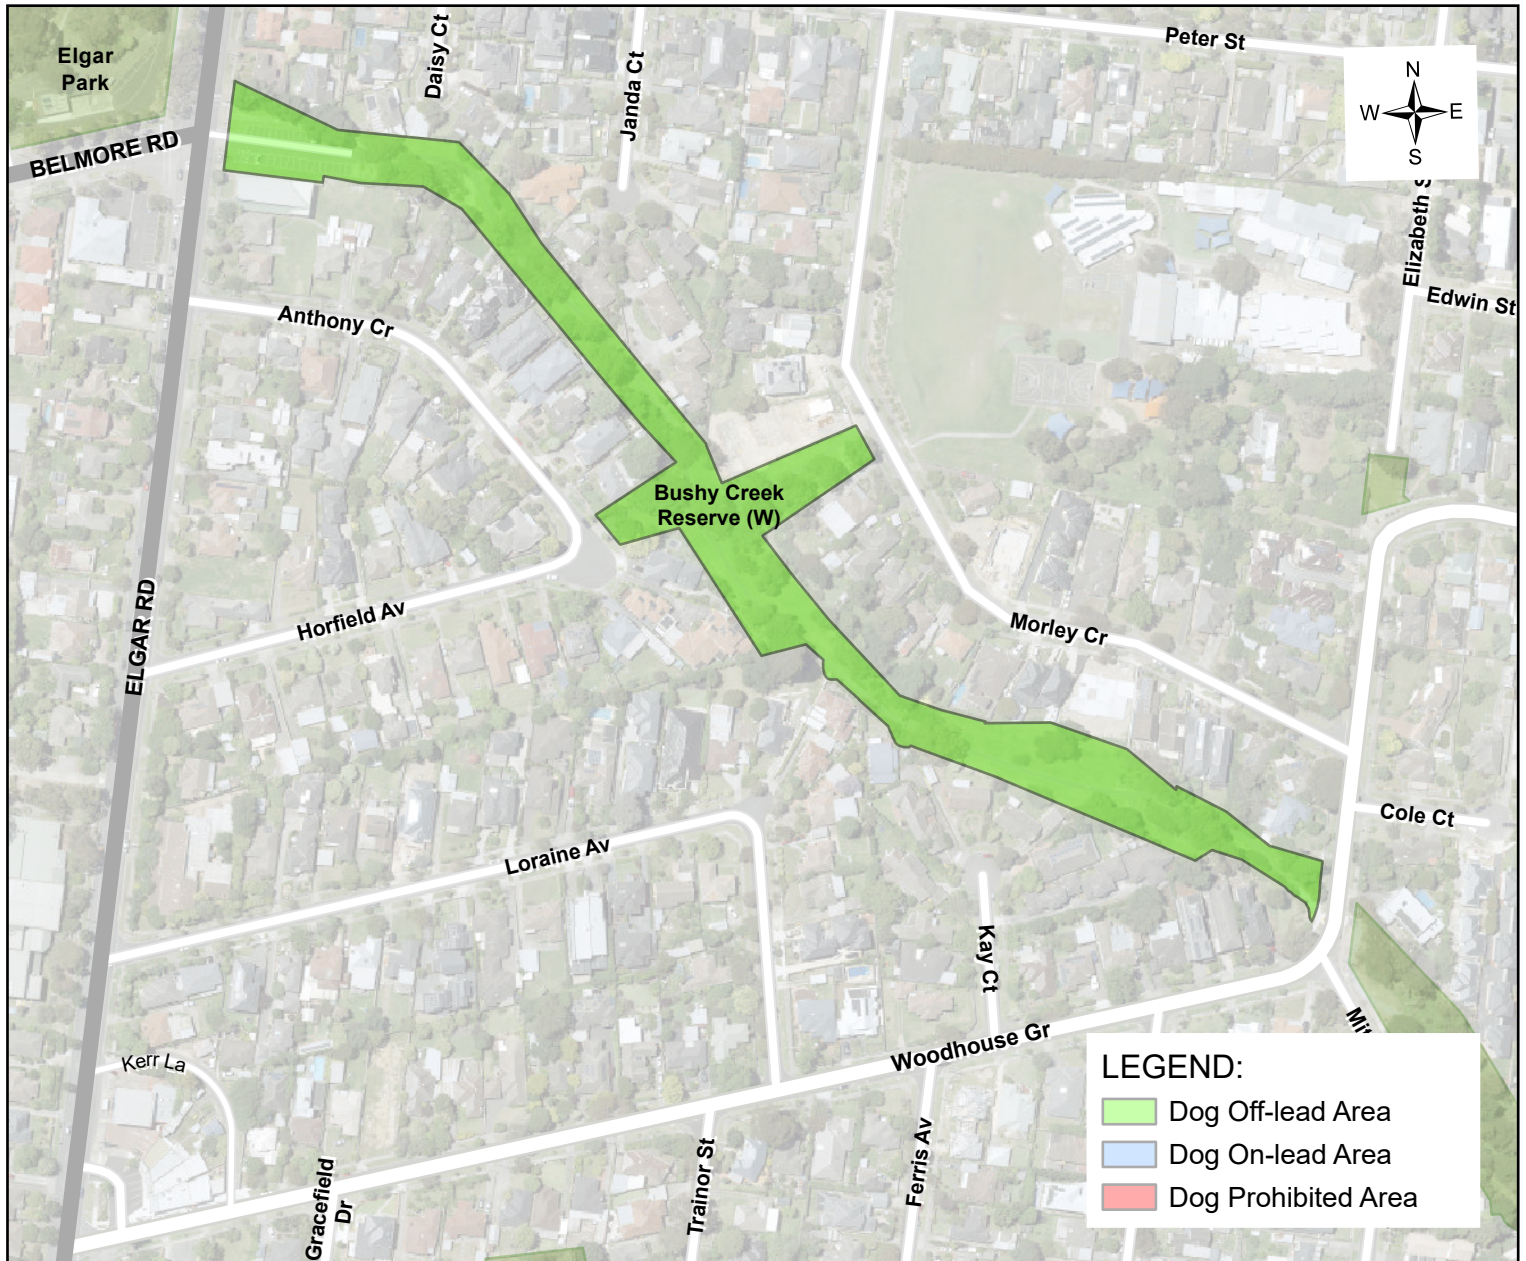 Elgar
Park
BELMORE RD
Daisy Ct
Janda Ct
Peter St
N
W
E
S
Elizabeth S
Edwin St
Anthony Cr
Bushy Creek
Reserve (W)
ELGAR RD
Horfield Av
Morley Cr
Cole Ct
Loraine Av
Kay Ct
Woodhouse Gr
Mit
Kerr La
Gracefield
Dr
Trainor St
Ferris Av
LEGEND:
Dog Off-lead Area
Dog On-lead Area
Dog Prohibited Area